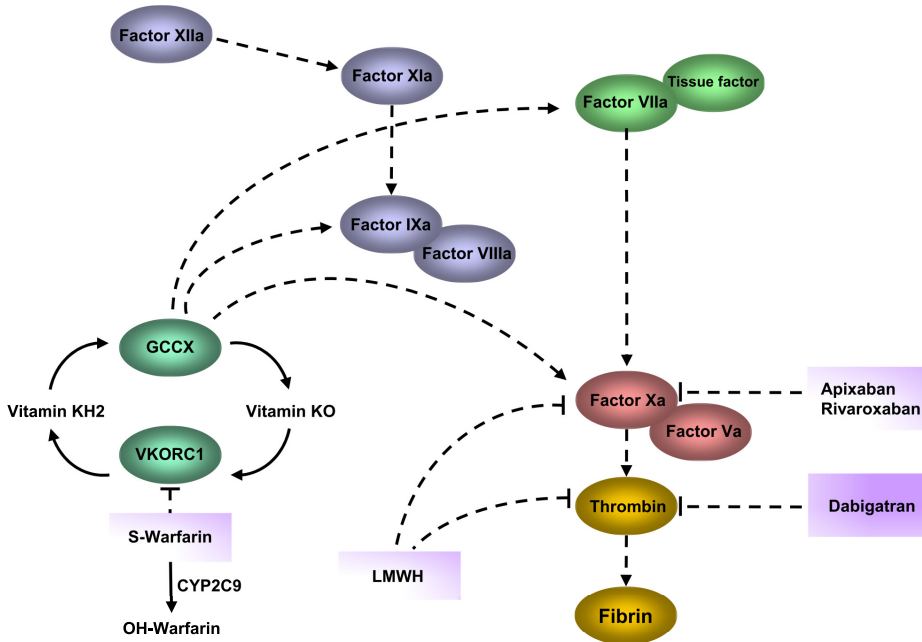 Factor XIIa
Factor XIa
Tissue factor
Factor VIIa
Factor IXa
Factor VIIIa
GCCX
Vitamin KH2
Vitamin KO
VKORC1
S-Warfarin
CYP2C9
OH-Warfarin
Factor Xa
Factor Va
Apixaban
Rivaroxaban
Thrombin
Dabigatran
LMWH
Fibrin